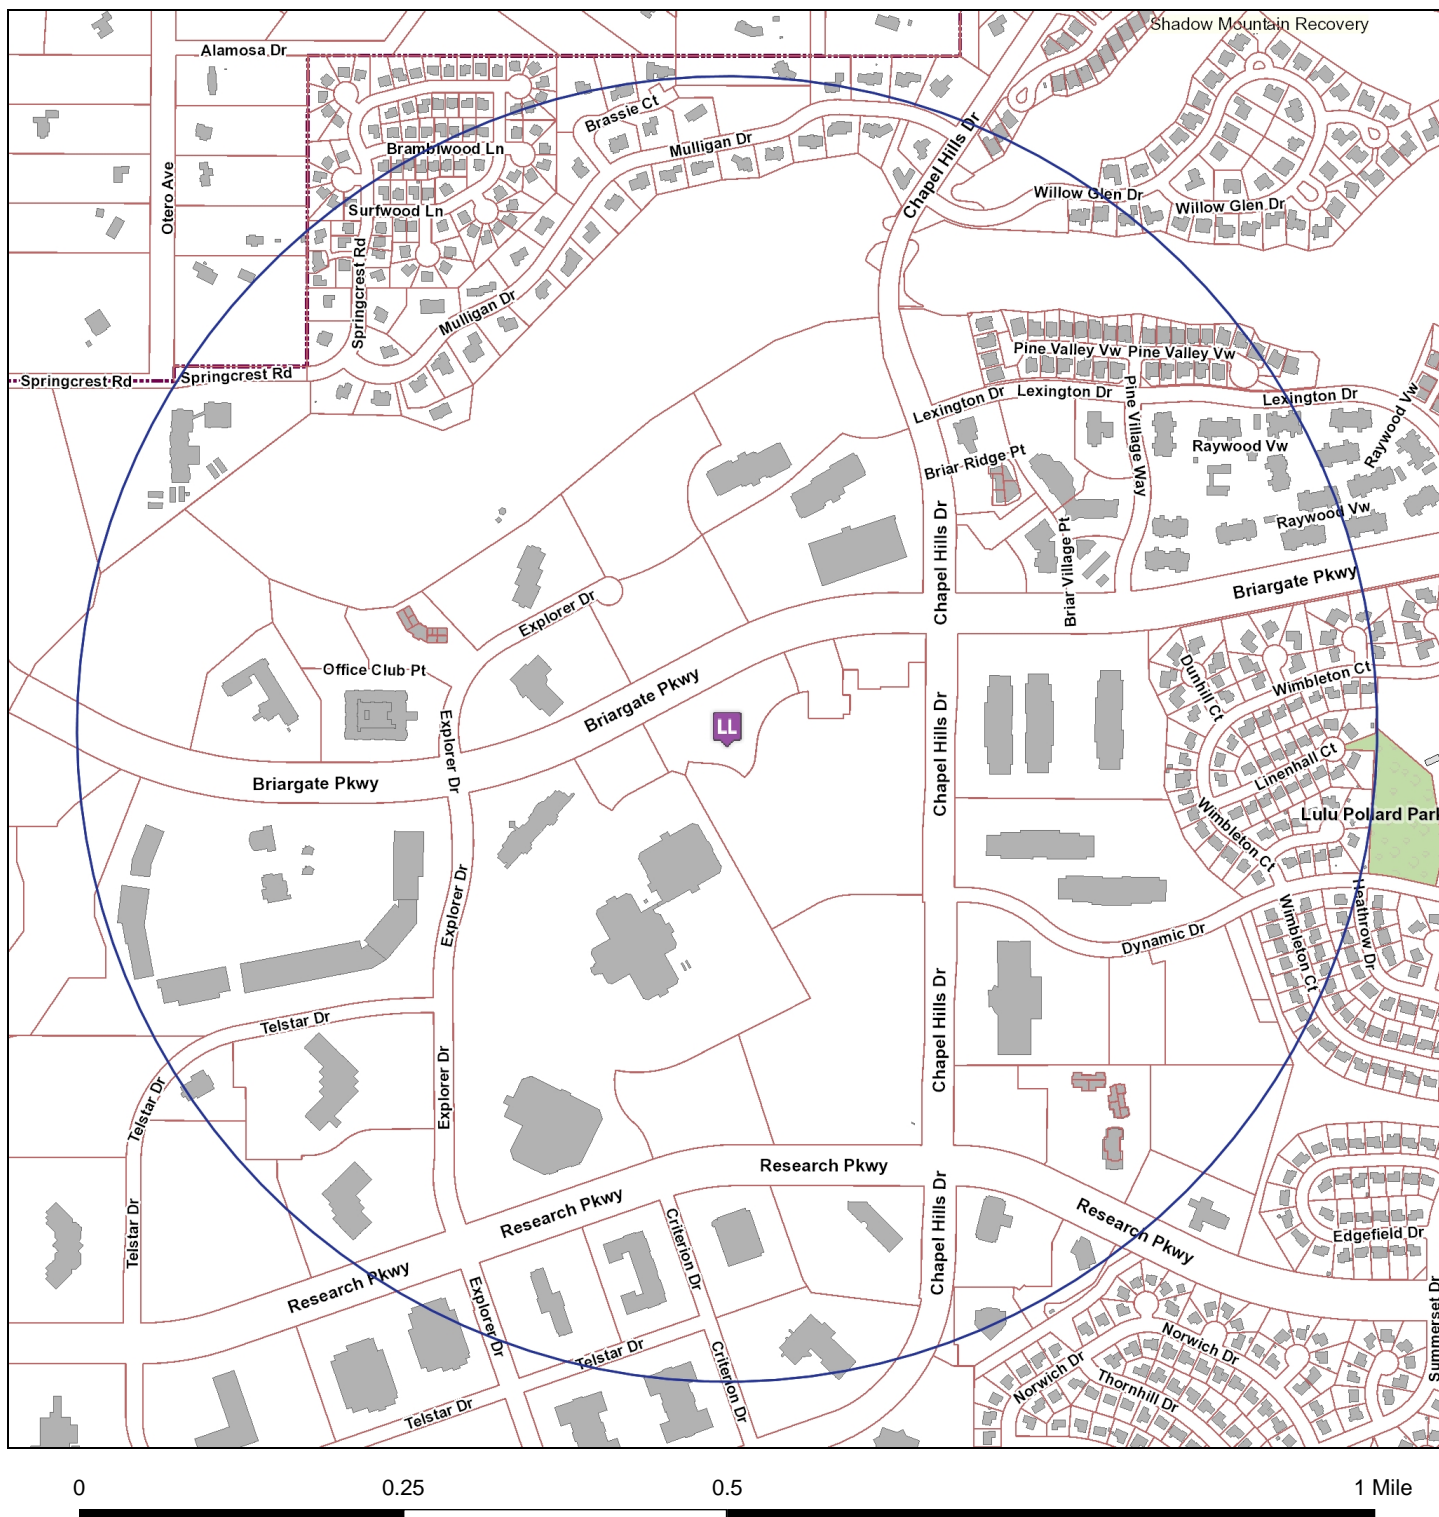 Shadow Mountain Recovery
Alamosa Dr
Brassie Ct
Mulligan Dr
Bramblwood Ln
Chapel Hills Dr
Otero Ave
Willow Glen Dr
Willow Glen Dr
Surfwood Ln
Springcrest Rd
Mulligan Dr
Pine Valley Vw
Pine Valley Vw
Springcrest Rd
Springcrest Rd
Lexington Dr
Lexington Dr
Lexington Dr
Pine Village Way
Raywood Vw
Raywood Vw
Briar Ridge Pt
Raywood Vw
Chapel Hills Dr
Briar Village Pt
Briargate Pkwy
Explorer Dr
Office Club Pt
Dunhill Ct
Wimbleton Ct
Briargate Pkwy
LL
Explorer Dr
Chapel Hills Dr
Linenhall Ct
Briargate Pkwy
Lulu Pollard Park
Wimbleton Ct
Explorer Dr
Heathrow Dr
Wimbleton Ct
Dynamic Dr
Chapel Hills Dr
Telstar Dr
Explorer Dr
Telstar Dr
Research Pkwy
Research Pkwy
Telstar Dr
Criterion Dr
Chapel Hills Dr
Research Pkwy
Edgefield Dr
Research Pkwy
Explorer Dr
Summerset Dr
Telstar Dr
Criterion Dr
Norwich Dr
Norwich Dr
Thornhill Dr
Telstar Dr
0 0.25 0.5 1 Mile